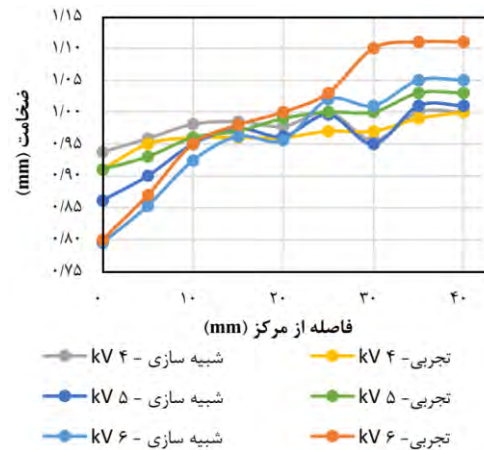 ۱/۱۵
۱/۱۰
۱/۰۵
۱/۰۰
۰/۹۵
۰/۹۰
۰/۸۵
۰/۸۰
۰/۷۵
ضخامت (mm)
۰ ۱۰ ۲۰ ۳۰ ۴۰
فاصله از مرکز (mm)
تجربی- ۴ kV شبیه سازی - ۴ kV
تجربی- ۵ kV شبیه سازی - ۵ kV
تجربی- ۶ kV شبیه سازی - ۶ kV